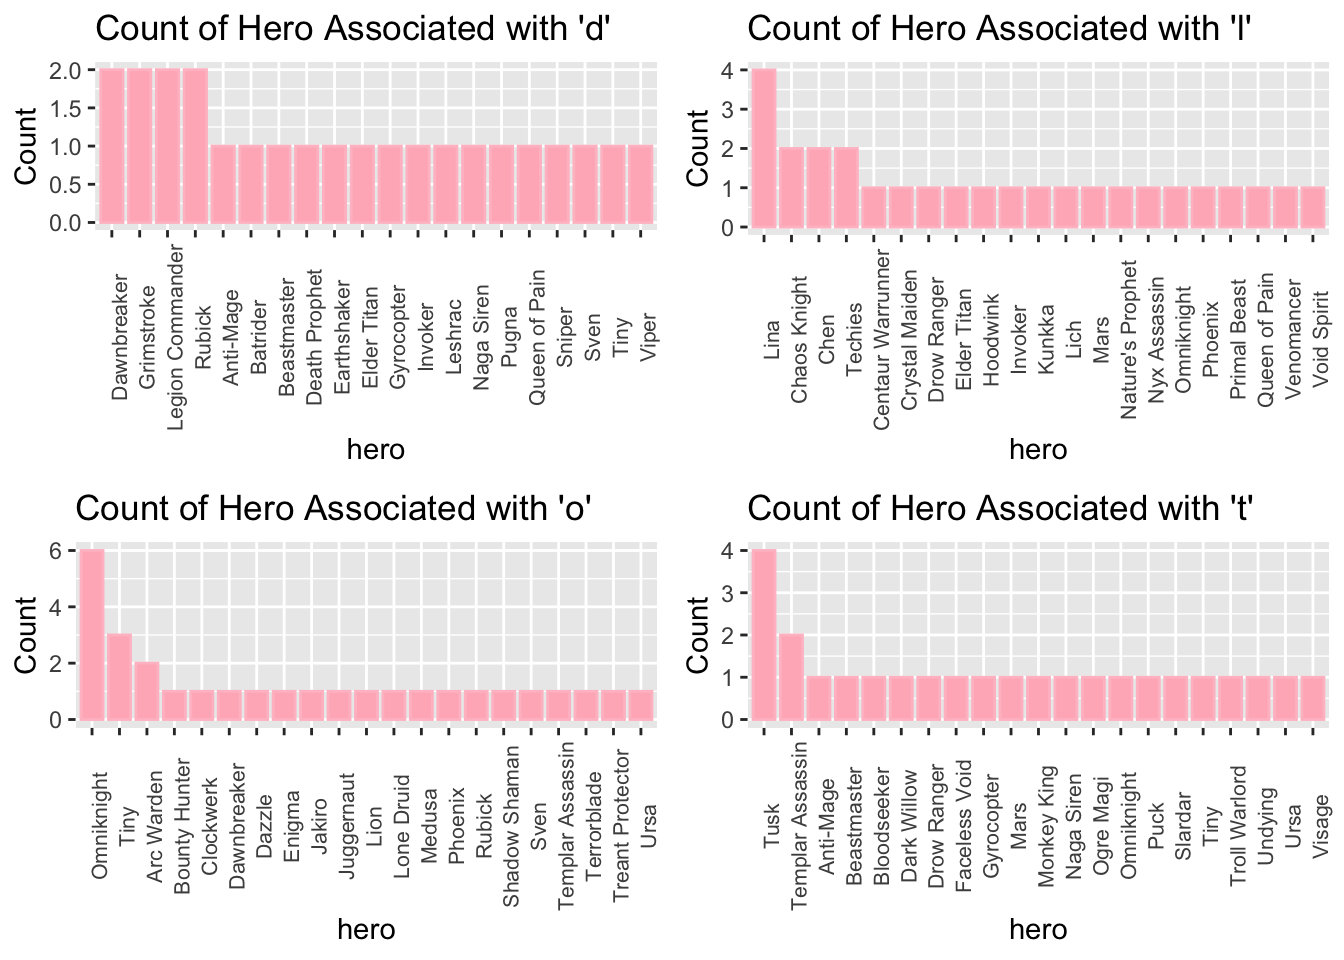 Count of Hero Associated with 'd'
Count
2.0
1.5
1.0
0.5
0.0
Dawnbreaker
Grimstroke
Legion Commander
Rubick
Anti-Mage
Batrider
Beastmaster
Death Prophet
Earthshaker
Elder Titan
Gyrocopter
Invoker
Leshrac
Naga Siren
Pugna
Queen of Pain
Sniper
Sven
Tiny
Viper
hero
Count of Hero Associated with 'l'
Count
4
3
2
1
0
Lina
Chaos Knight
Chen
Techies
Centaur Warrunner
Crystal Maiden
Drow Ranger
Elder Titan
Hoodwink
Invoker
Kunkka
Lich
Mars
Nature's Prophet
Nyx Assassin
Omniknight
Phoenix
Primal Beast
Queen of Pain
Venomancer
Void Spirit
hero
Count of Hero Associated with 'o'
Count
6
4
2
0
Omniknight
Tiny
Arc Warden
Bounty Hunter
Clockwerk
Dawnbreaker
Dazzle
Enigma
Jakiro
Juggernaut
Lion
Lone Druid
Medusa
Phoenix
Rubick
Shadow Shaman
Sven
Templar Assassin
Terrorblade
Treant Protector
Ursa
hero
Count of Hero Associated with 't'
Count
4
3
2
1
0
Tusk
Templar Assassin
Anti-Mage
Beastmaster
Bloodseeker
Dark Willow
Drow Ranger
Faceless Void
Gyrocopter
Mars
Monkey King
Naga Siren
Ogre Magi
Omniknight
Puck
Slardar
Tiny
Troll Warlord
Undying
Ursa
Visage
hero